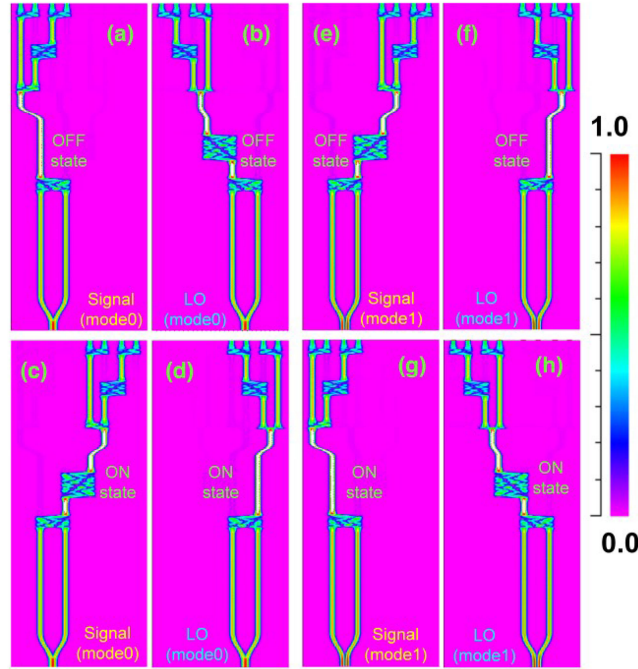 (a)
(b)
(e)
(f)
1.0
OFF
state
OFF
state
OFF
state
OFF
state
Signal
(mode0)
LO
(mode0)
Signal
(mode1)
LO
(mode1)
(c)
(d)
(g)
(h)
ON
state
ON
state
ON
state
ON
state
0.0
Signal
(mode0)
LO
(mode0)
Signal
(mode1)
LO
(mode1)